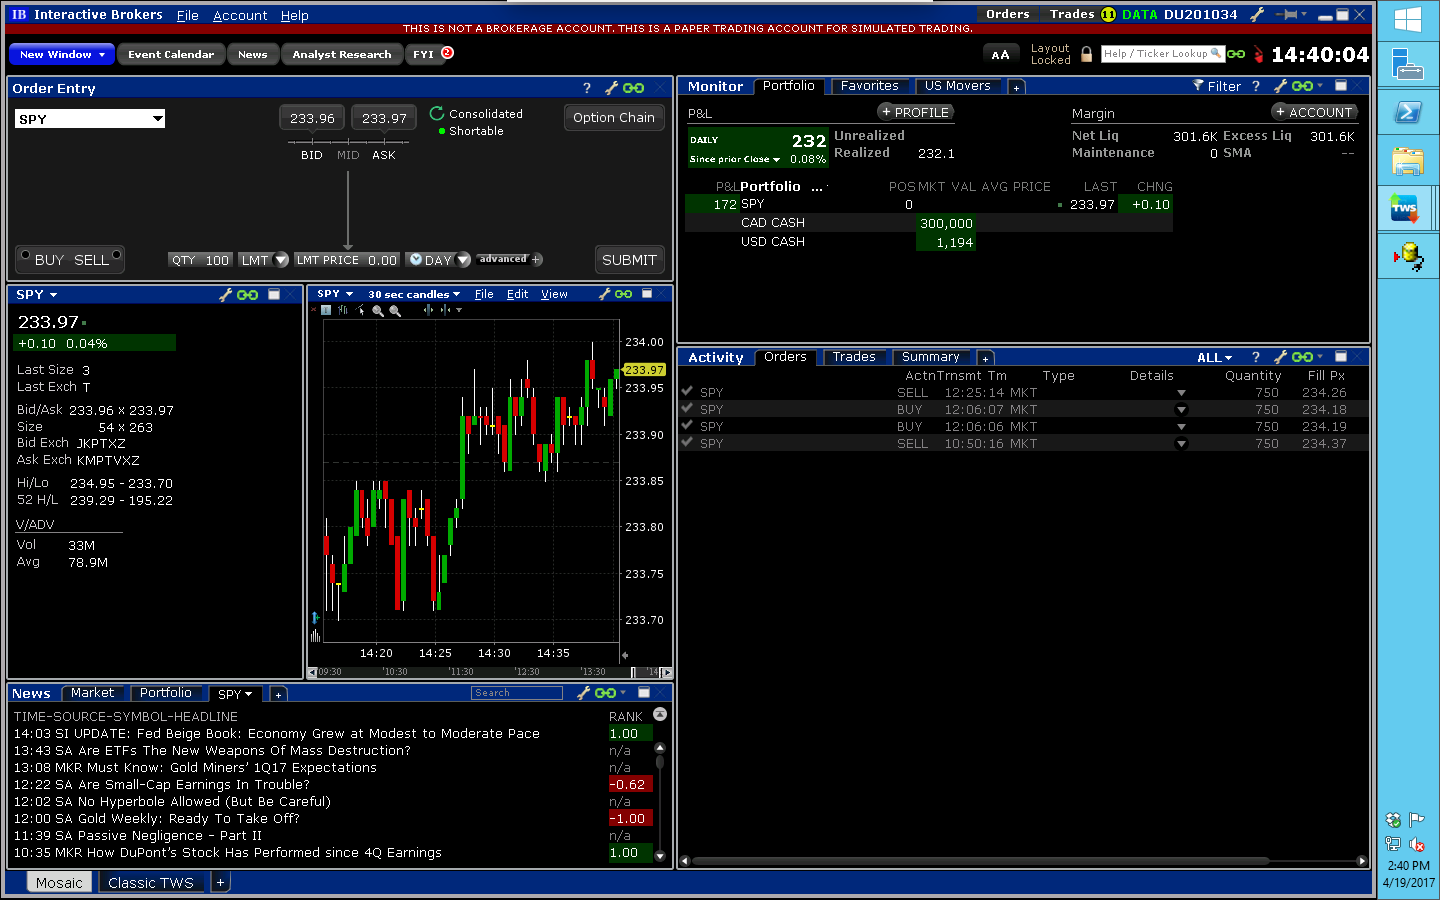 IB Interactive Brokers File Account Help Orders Trades 11 DATA DU201034
THIS IS NOT A BROKERAGE ACCOUNT. THIS IS A PAPER TRADING ACCOUNT FOR SIMULATED TRADING.
New Window Event Calendar News Analyst Research FYI 2 AA Layout Locked Help / Ticker Lookup 14:40:04
Order Entry ?
SPY
233.96 233.97
BID MID ASK
Consolidated
Shortable
Option Chain
BUY SELL QTY 100 LMT LMT PRICE 0.00 DAY advanced + SUBMIT
SPY
233.97
+0.10 0.04%
Last Size 3
Last Exch T
Bid/Ask 233.96 x 233.97
Size 54 x 263
Bid Exch JKPTXZ
Ask Exch KMPTVXZ
Hi/Lo 234.95 - 233.70
52 H/L 239.29 - 195.22
V/ADV
Vol 33M
Avg 78.9M
SPY 30 sec candles File Edit View
234.00
233.97
233.95
233.90
233.85
233.80
233.75
233.70
14:20 14:25 14:30 14:35
09:30 10:30 11:30 12:30 13:30 14
News Market Portfolio SPY + Search
TIME-SOURCE-SYMBOL-HEADLINE RANK
14:03 SI UPDATE: Fed Beige Book: Economy Grew at Modest to Moderate Pace 1.00
13:43 SA Are ETFs The New Weapons Of Mass Destruction? n/a
13:08 MKR Must Know: Gold Miners' 1Q17 Expectations n/a
12:22 SA Are Small-Cap Earnings In Trouble? -0.62
12:02 SA No Hyperbole Allowed (But Be Careful) n/a
12:00 SA Gold Weekly: Ready To Take Off? -1.00
11:39 SA Passive Negligence - Part II n/a
10:35 MKR How DuPont's Stock Has Performed since 4Q Earnings 1.00
Mosaic Classic TWS +
Monitor Portfolio Favorites US Movers + Filter ?
P&L + PROFILE Margin + ACCOUNT
DAILY 232
Since prior Close 0.08%
Unrealized
Realized 232.1
Net Liq 301.6K Excess Liq 301.6K
Maintenance 0 SMA --
P&L Portfolio ... POS MKT VAL AVG PRICE LAST CHNG
172 SPY 0 233.97 +0.10
CAD CASH 300,000
USD CASH 1,194
Activity Orders Trades Summary + ALL ?
Actn Trnsmt Tm Type Details Quantity Fill Px
SPY SELL 12:25:14 MKT 750 234.26
SPY BUY 12:06:07 MKT 750 234.18
SPY BUY 12:06:06 MKT 750 234.19
SPY SELL 10:50:16 MKT 750 234.37
TWS
2:40 PM
4/19/2017